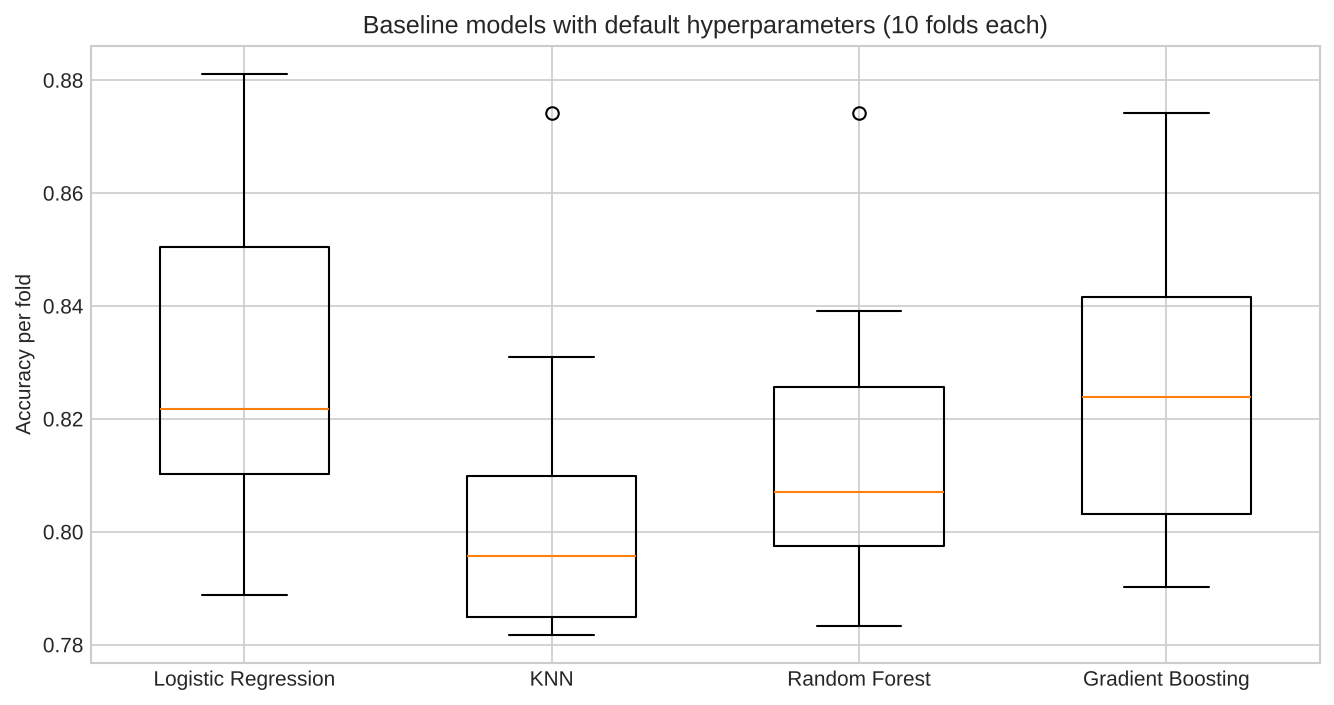 Baseline models with default hyperparameters (10 folds each)
Accuracy per fold
0.88
0.86
0.84
0.82
0.80
0.78
Logistic Regression
KNN
Random Forest
Gradient Boosting